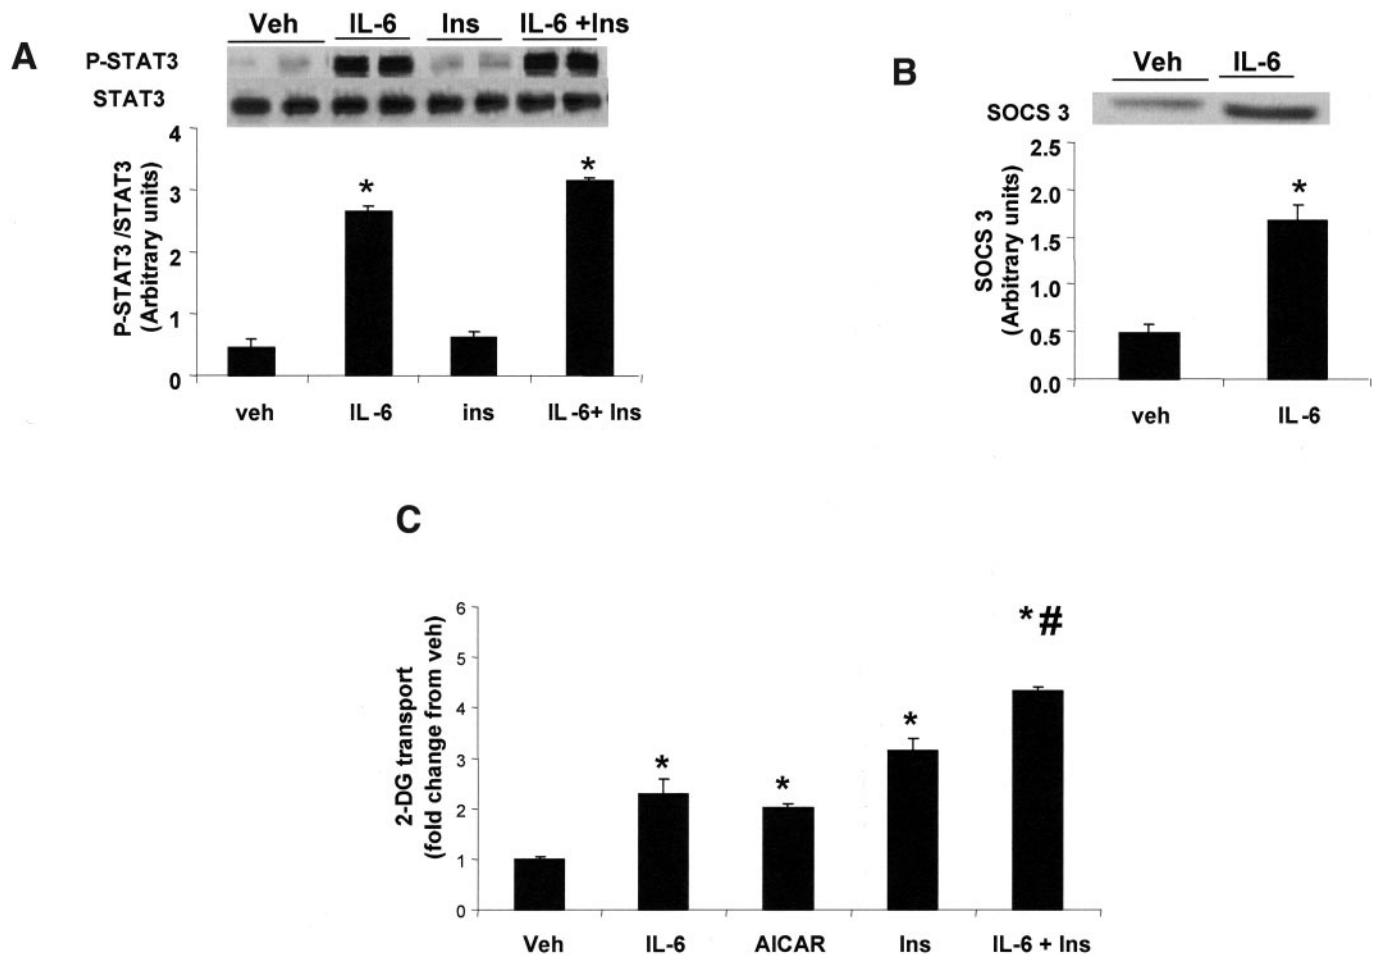 A
Veh IL-6 Ins IL-6 +Ins
P-STAT3
STAT3
P-STAT3 /STAT3
(Arbitrary units)
4
3
2
1
0
*
*
veh IL -6 ins IL -6+ Ins
B
Veh IL-6
SOCS 3
SOCS 3
(Arbitrary units)
2.5
2.0
1.5
1.0
0.5
0.0
*
veh IL -6
C
2-DG transport
(fold change from veh)
6
5
4
3
2
1
0
*
*
*
*#
Veh IL-6 AICAR Ins IL-6 + Ins